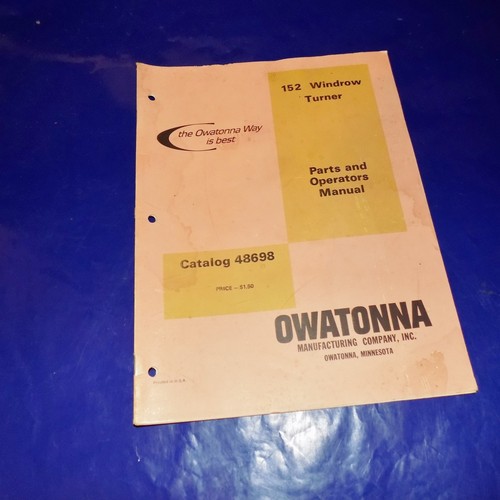 152 Windrow
Turner
the Owatonna Way
is best
Parts and
Operators
Manual
Catalog 48698
PRICE — $1.50
OWATONNA
MANUFACTURING COMPANY, INC.
OWATONNA, MINNESOTA